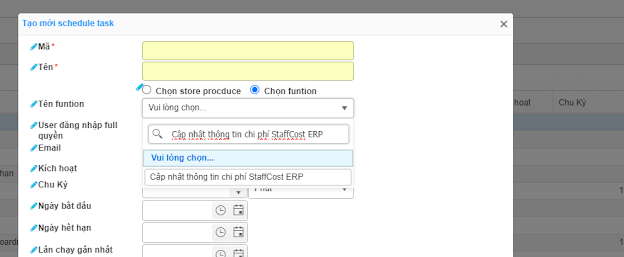 Tạo mới schedule task
×
Mã *
Tên *
Chọn store procduce Chọn funtion
Tên funtion Vui lòng chọn...
hoạt Chu Kỳ
User đăng nhập full quyền
Cập nhật thông tin chi phí StaffCost ERP
Email
Vui lòng chọn...
Kích hoạt
Cập nhật thông tin chi phí StaffCost ERP
Chu Kỳ
Phút
Ngày bắt đầu
Ngày hết hạn
Lần chạy gần nhất